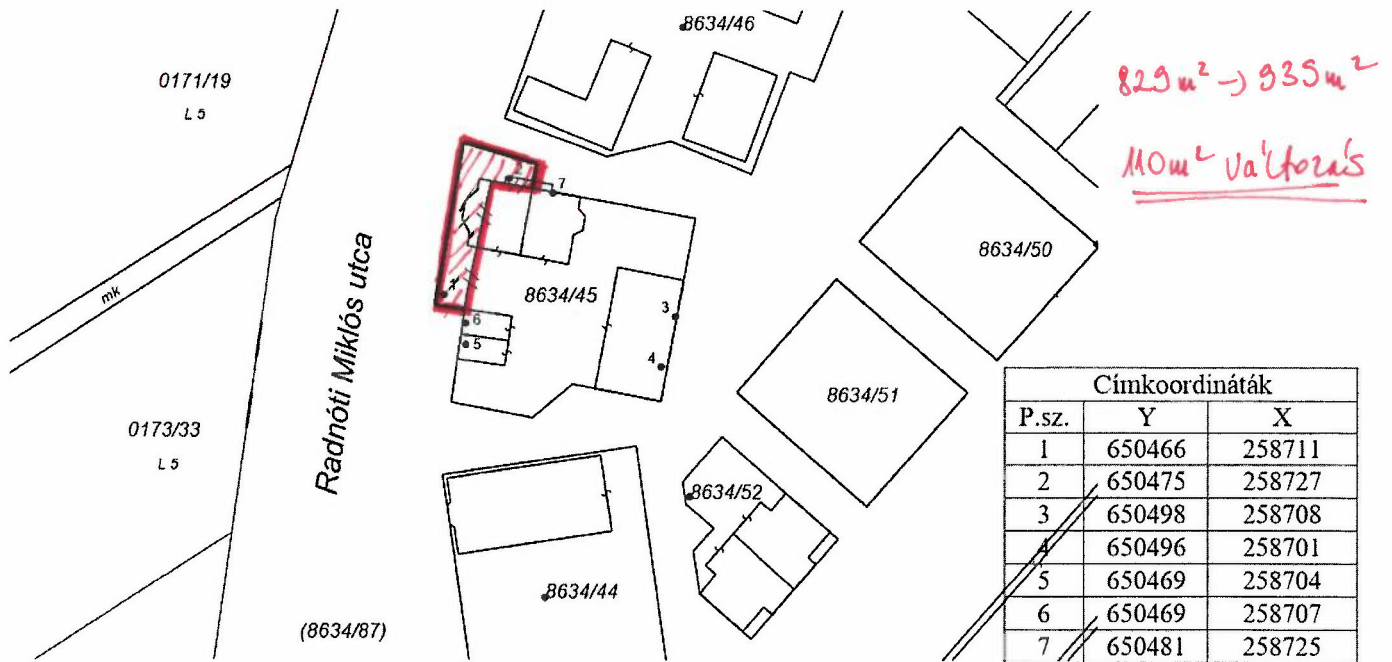 8634/46
0171/19
L 5
829 m² -> 939 m²
110 m² változás
2
7
mk
Radnóti Miklós utca
1
8634/45
3
6
5
4
8634/50
8634/51
0173/33
L 5
8634/52
8634/44
(8634/87)
Címkoordináták
P.sz. Y X
1 650466 258711
2 650475 258727
3 650498 258708
4 650496 258701
5 650469 258704
6 650469 258707
7 650481 258725